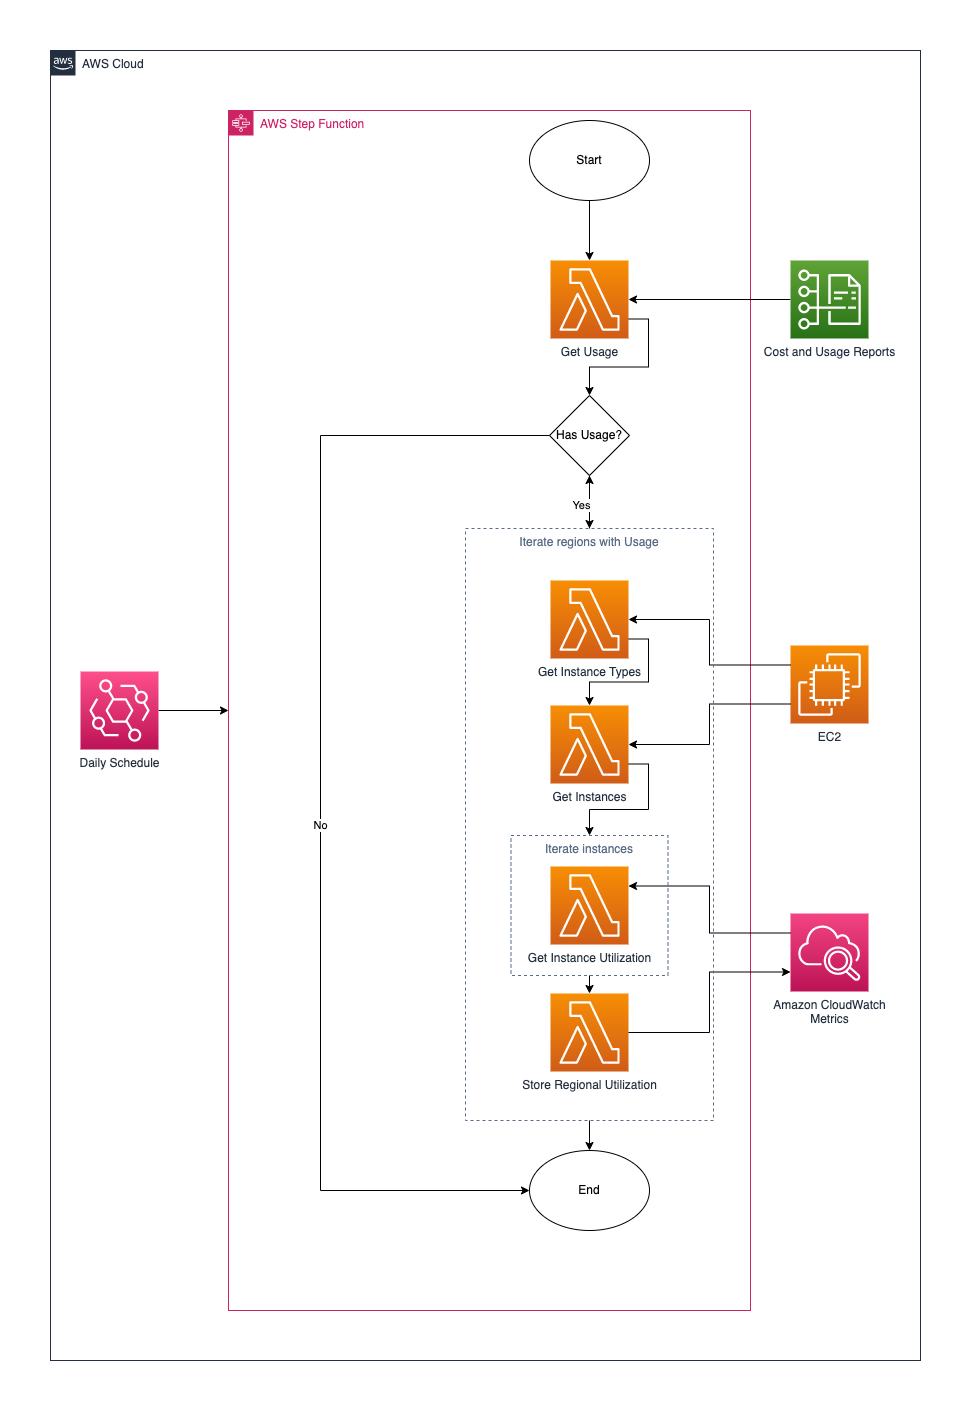 aws
AWS Cloud
AWS Step Function
Start
Get Usage
Cost and Usage Reports
Has Usage?
Yes
Iterate regions with Usage
Get Instance Types
Get Instances
EC2
Daily Schedule
No
Iterate instances
Get Instance Utilization
Amazon CloudWatch
Metrics
Store Regional Utilization
End